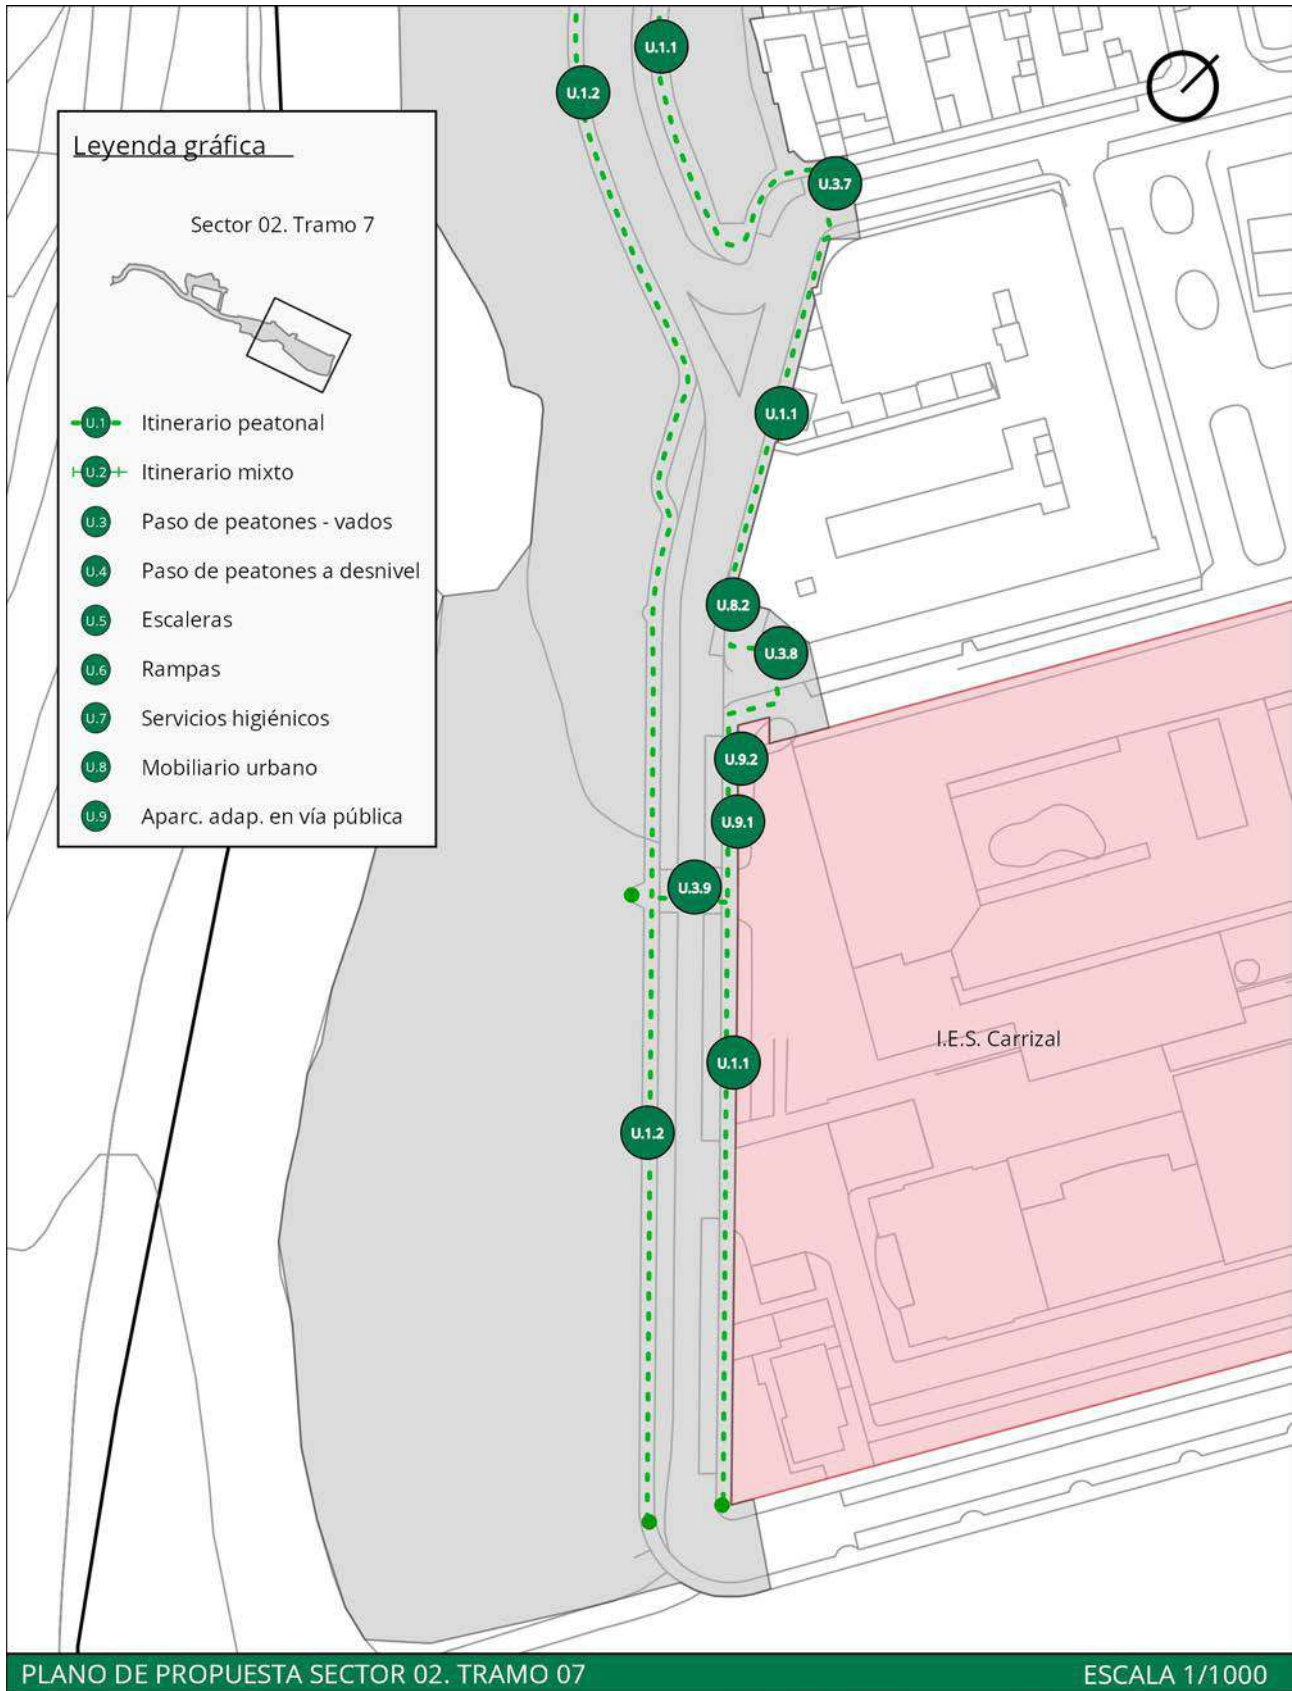 U.1.1
U.1.2
Leyenda gráfica
U.3.7
Sector 02. Tramo 7
U.1 Itinerario peatonal
U.1.1
U.2 Itinerario mixto
U.3 Paso de peatones - vados
U.4 Paso de peatones a desnivel
U.8.2
U.5 Escaleras
U.3.8
U.6 Rampas
U.7 Servicios higiénicos
U.9.2
U.8 Mobiliario urbano
U.9 Aparc. adap. en vía pública
U.9.1
U.3.9
I.E.S. Carrizal
U.1.1
U.1.2
PLANO DE PROPUESTA SECTOR 02. TRAMO 07
ESCALA 1/1000